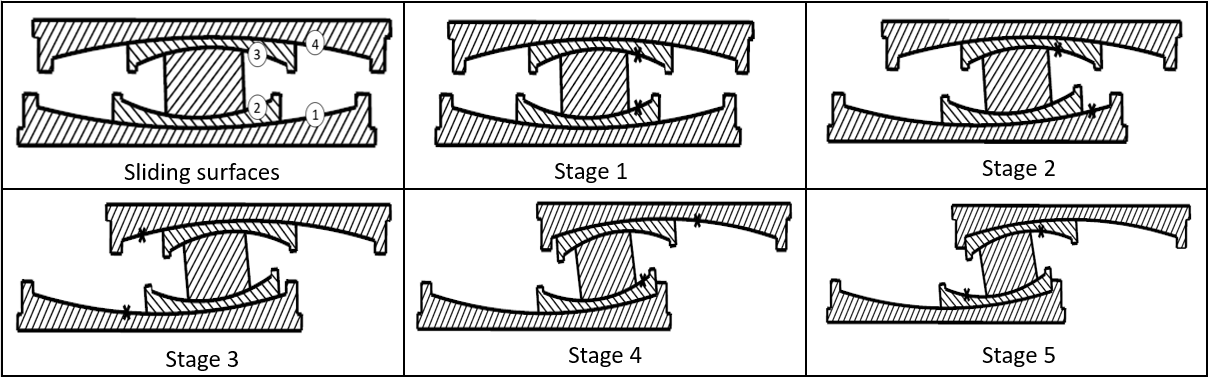 4
3
2
1
Sliding surfaces
Stage 1
Stage 2
Stage 3
Stage 4
Stage 5